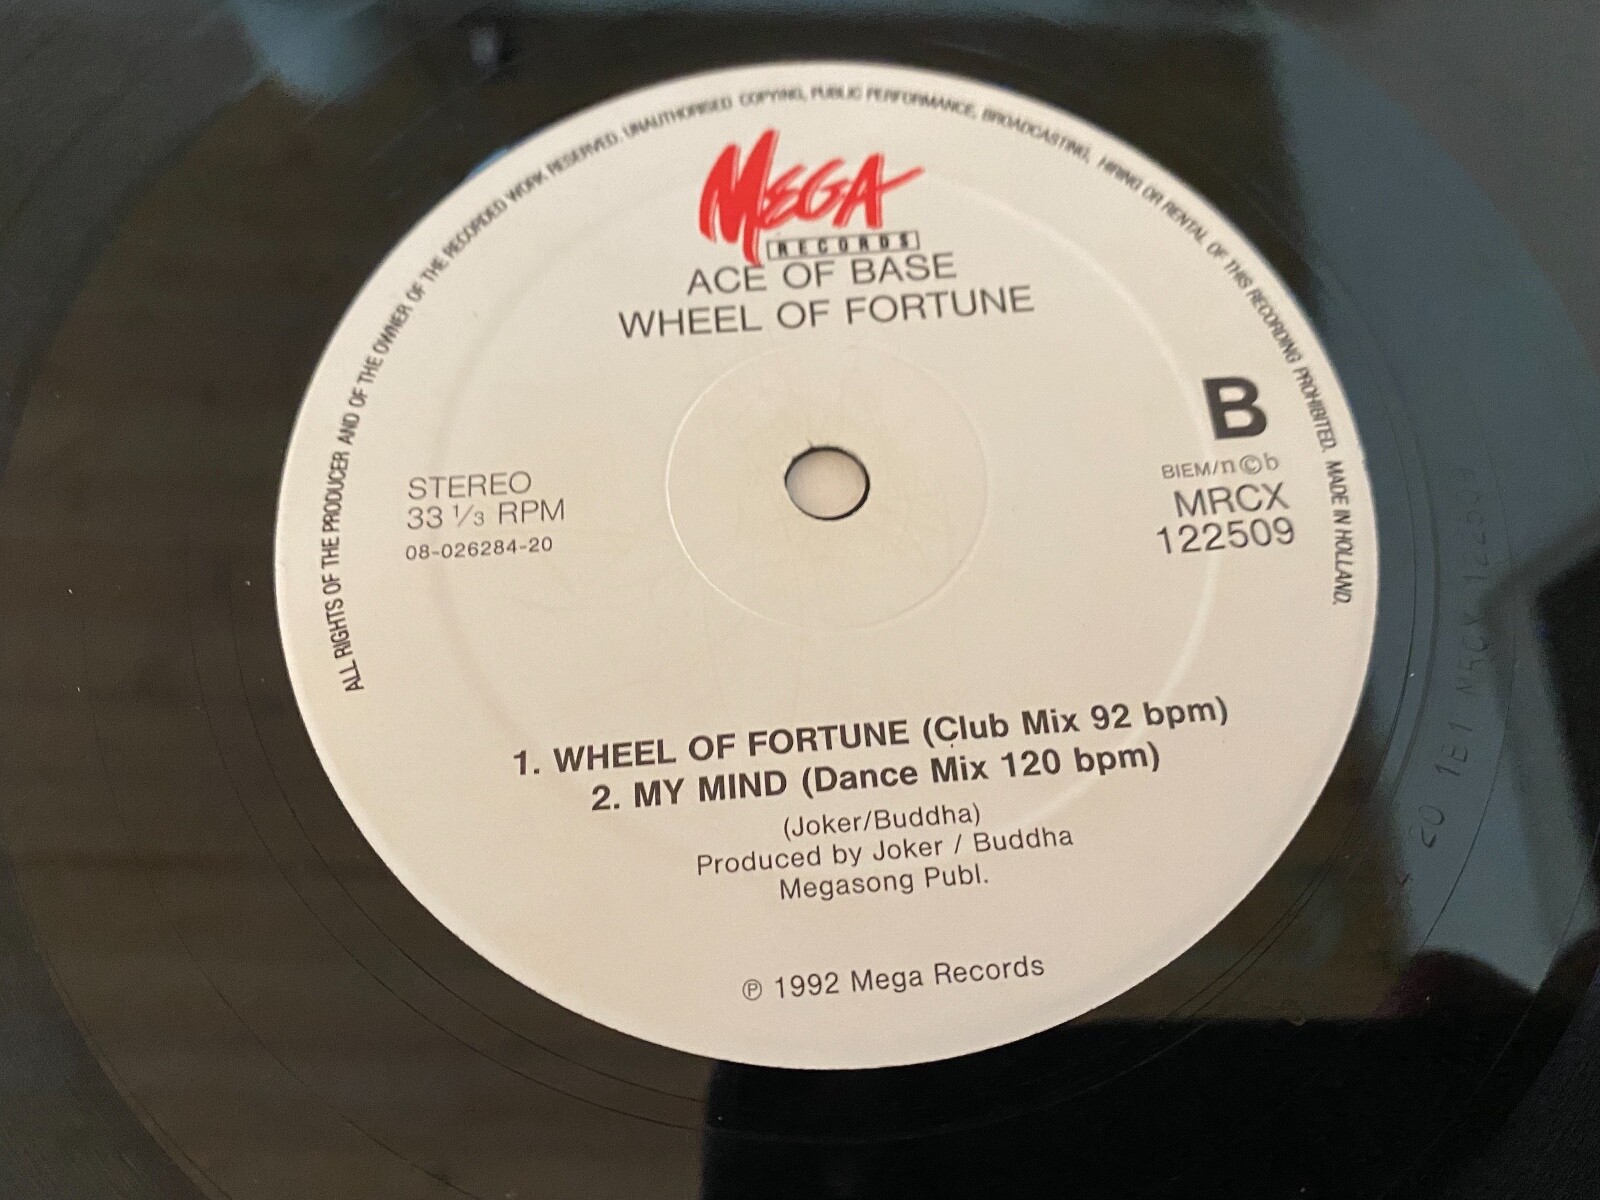 ALL RIGHTS OF THE PRODUCER AND OF THE OWNER OF THE RECORDED WORK RESERVED. UNAUTHORISED COPYING, PUBLIC PERFORMANCE, BROADCASTING, HIRING OR RENTAL OF THIS RECORDING PROHIBITED. MADE IN HOLLAND.
MEGA
RECORDS
ACE OF BASE
WHEEL OF FORTUNE
B
STEREO
33 1/3 RPM
08-026284-20
BIEM/n©b
MRCX
122509
1. WHEEL OF FORTUNE (Club Mix 92 bpm)
2. MY MIND (Dance Mix 120 bpm)
(Joker/Buddha)
Produced by Joker / Buddha
Megasong Publ.
℗ 1992 Mega Records